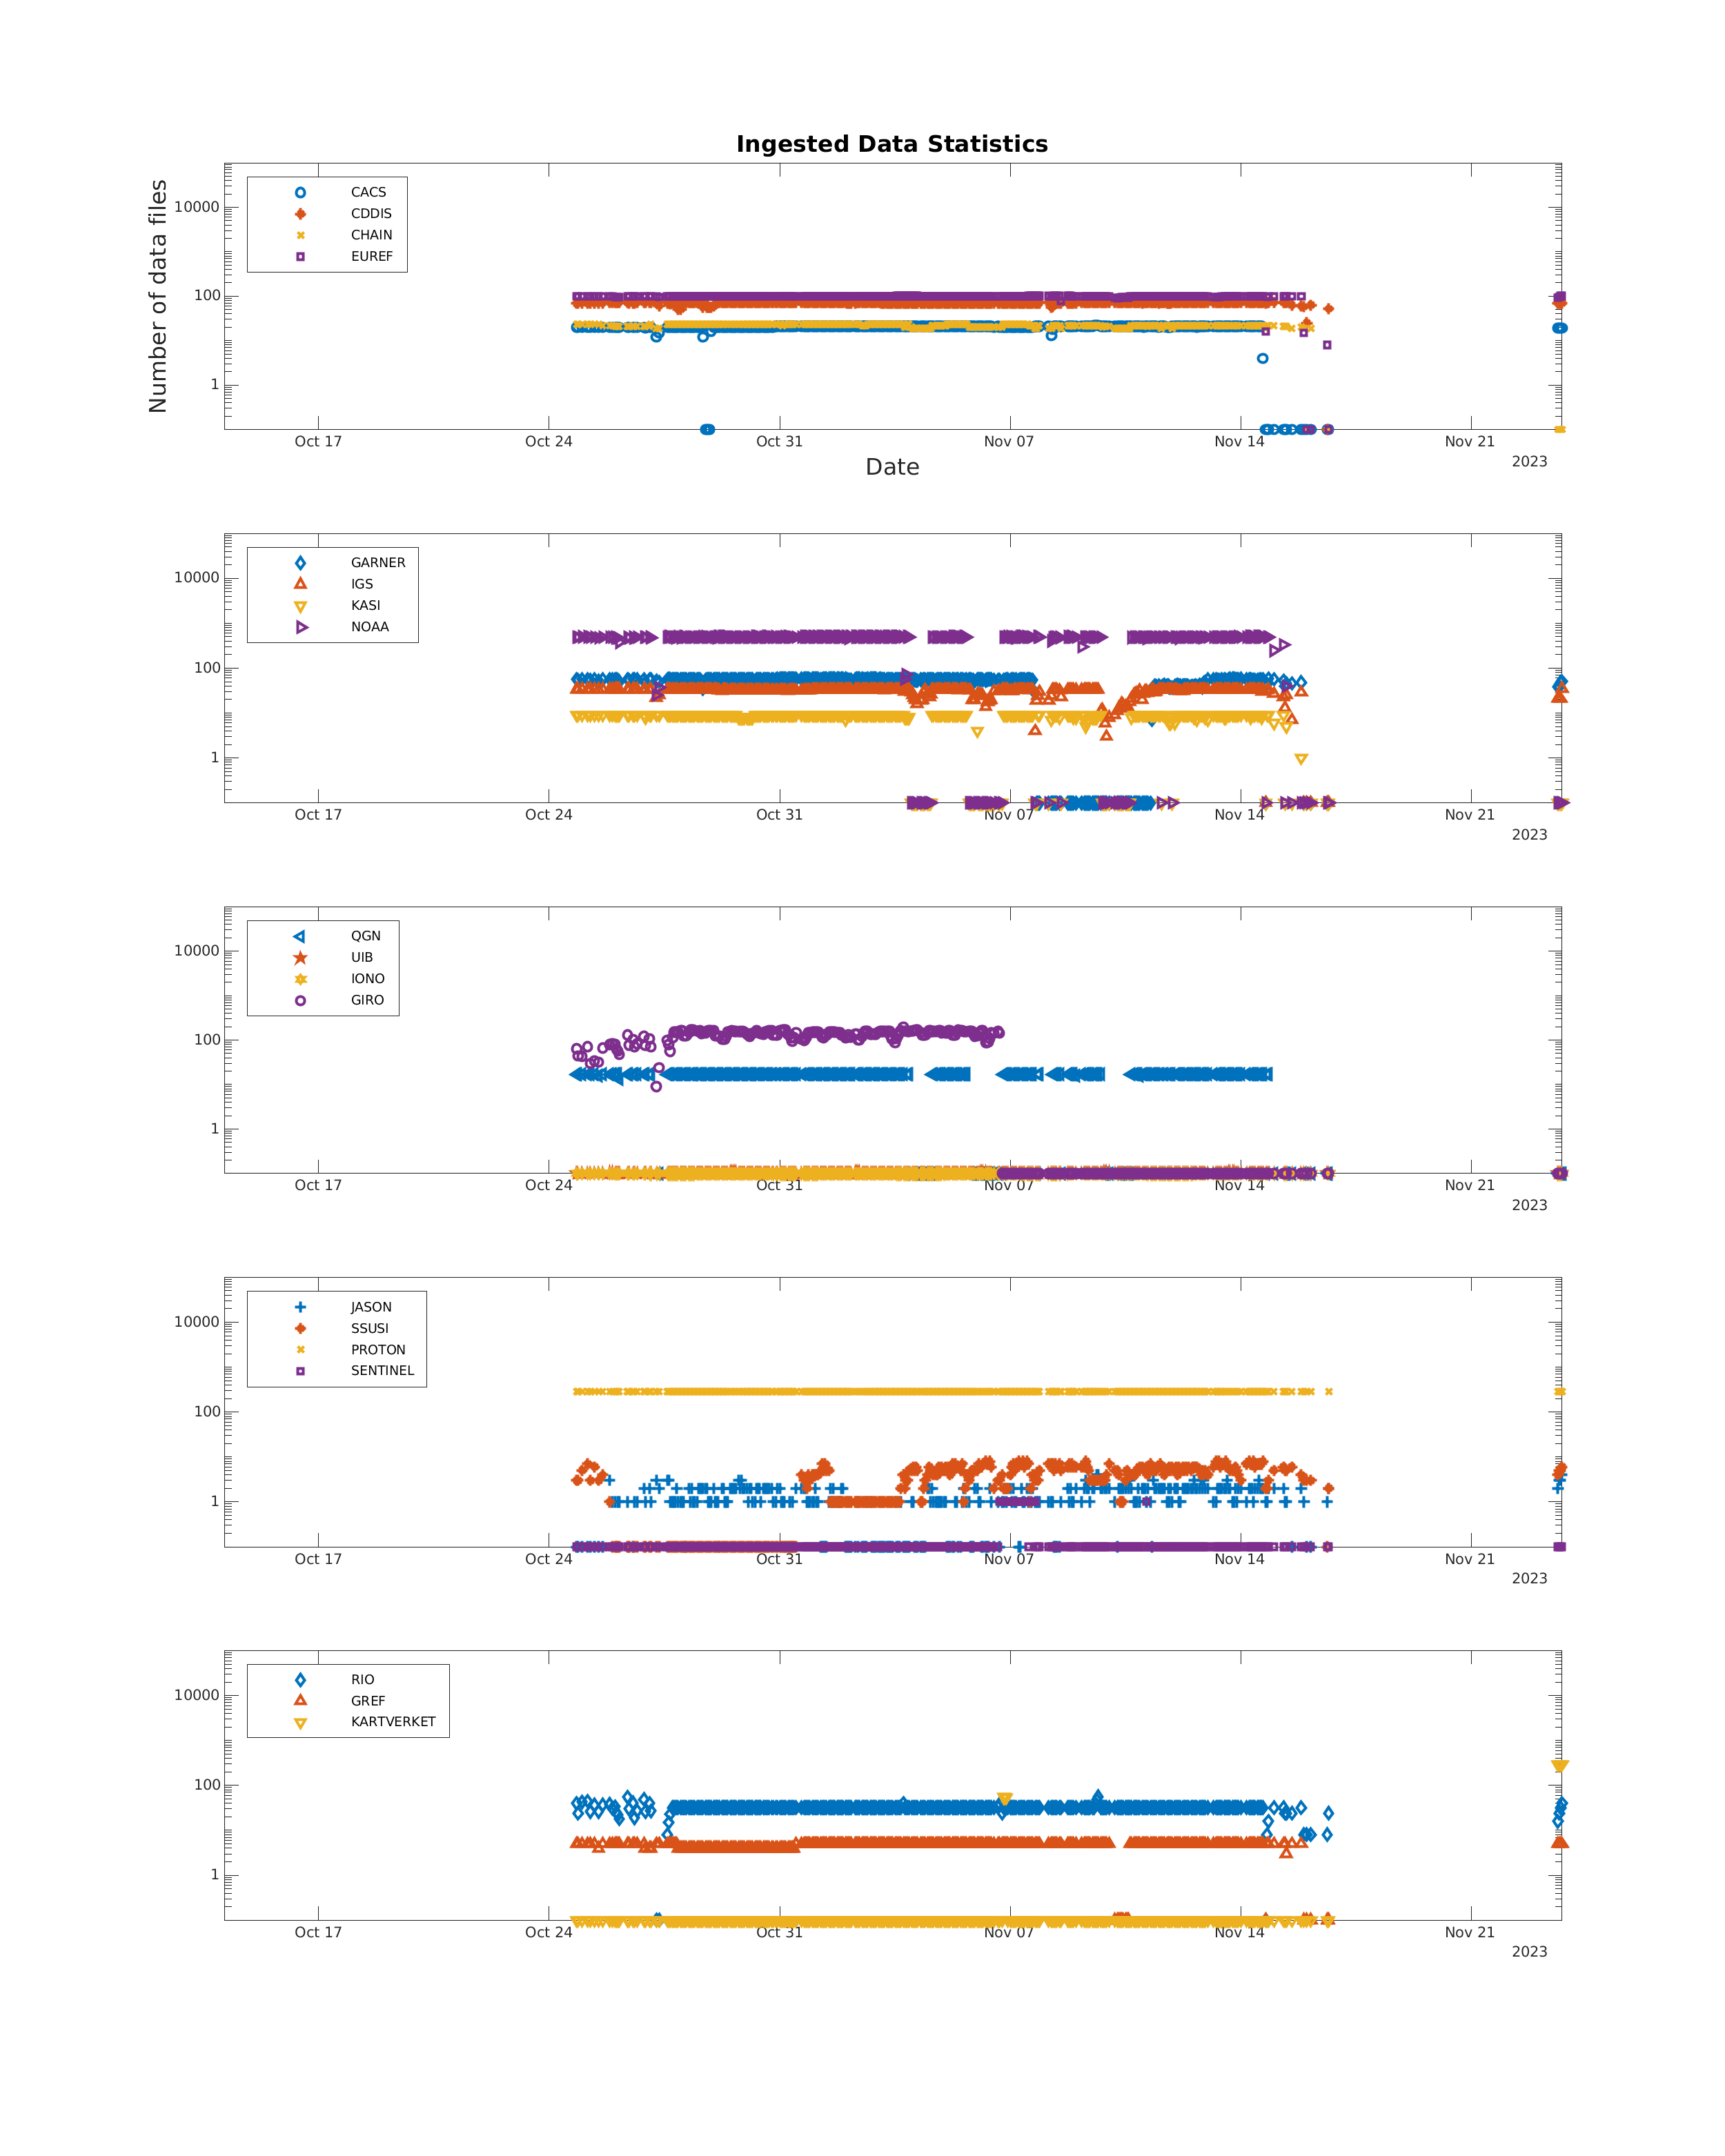 Ingested Data Statistics
Number of data files
10000
100
1
CACS
CDDIS
CHAIN
EUREF
Oct 17 Oct 24 Oct 31 Nov 07 Nov 14 Nov 21
2023
Date
10000
100
1
GARNER
IGS
KASI
NOAA
Oct 17 Oct 24 Oct 31 Nov 07 Nov 14 Nov 21
2023
10000
100
1
QGN
UIB
IONO
GIRO
Oct 17 Oct 24 Oct 31 Nov 07 Nov 14 Nov 21
2023
10000
100
1
JASON
SSUSI
PROTON
SENTINEL
Oct 17 Oct 24 Oct 31 Nov 07 Nov 14 Nov 21
2023
10000
100
1
RIO
GREF
KARTVERKET
Oct 17 Oct 24 Oct 31 Nov 07 Nov 14 Nov 21
2023